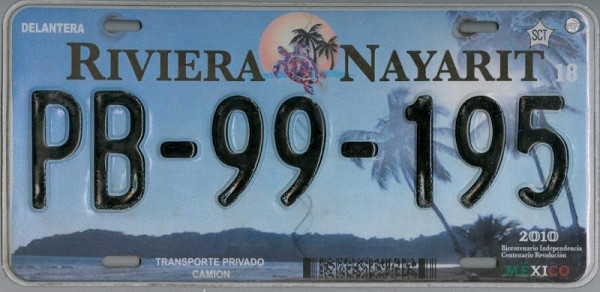 DELANTERA
SCT
RIVIERA NAYARIT
18
PB-99-195
2010
Bicentenario Independencia
Centenario Revolución
MÉXICO
TRANSPORTE PRIVADO
CAMION